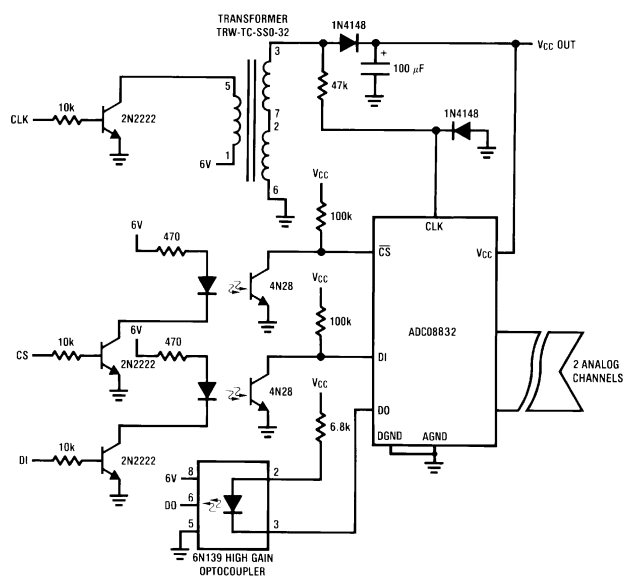 TRANSFORMER
TRW-TC-SSO-32
1N4148
VCC OUT
3
+
100 µF
47k
5
10k
CLK
2N2222
7
2
1N4148
1
6V
6
VCC
100k
CLK
6V
470
CS
VCC
4N28
VCC
ADC08832
100k
10k
6V
470
CS
2N2222
DI
2 ANALOG
CHANNELS
4N28
VCC
DO
6.8k
10k
DI
2N2222
DGND
AGND
6V
8
2
DO
6
5
3
6N139 HIGH GAIN
OPTOCOUPLER